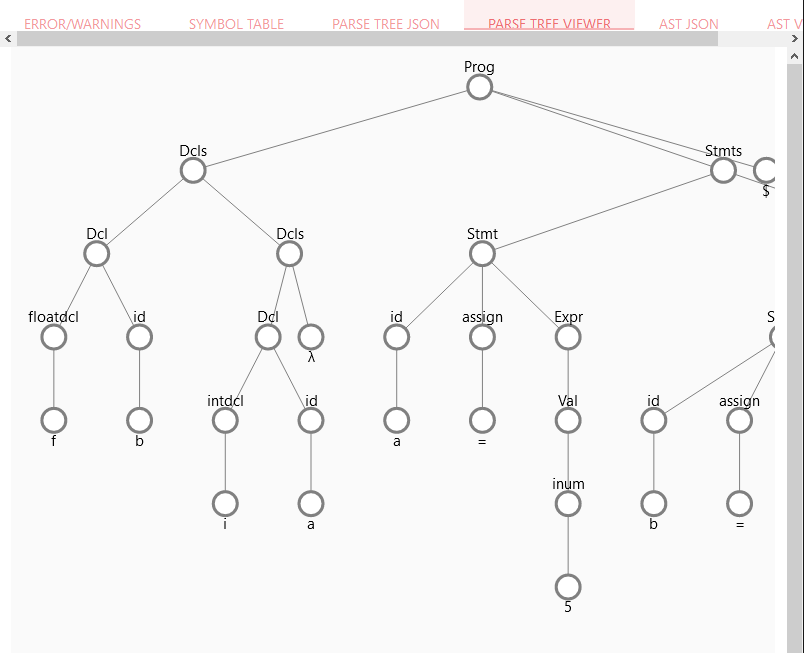 ERROR/WARNINGS SYMBOL TABLE PARSE TREE JSON PARSE TREE VIEWER AST JSON AST V
Prog
Dcls Stmts
$
Dcl Dcls Stmt
floatdcl id Dcl id assign Expr S
λ
intdcl id Val id assign
f b a =
inum
i a b =
5